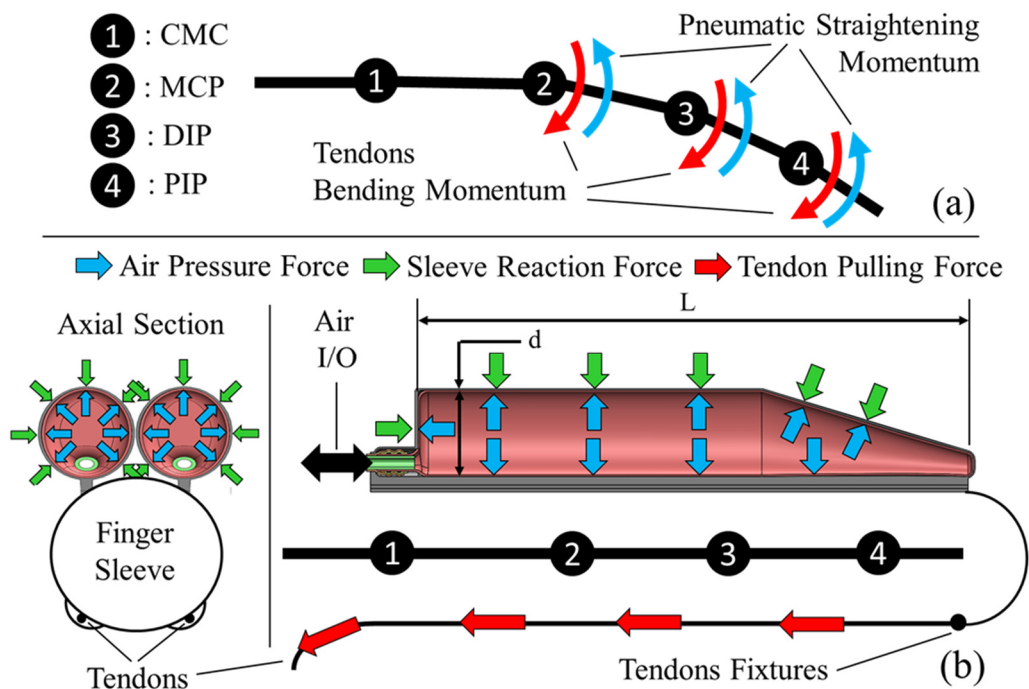 1 : CMC
2 : MCP
3 : DIP
4 : PIP
1
2
3
4
Pneumatic Straightening
Momentum
Tendons
Bending Momentum
(a)
Air Pressure Force
Sleeve Reaction Force
Tendon Pulling Force
Axial Section
Air
I/O
L
d
Finger
Sleeve
Tendons
1
2
3
4
Tendons Fixtures
(b)